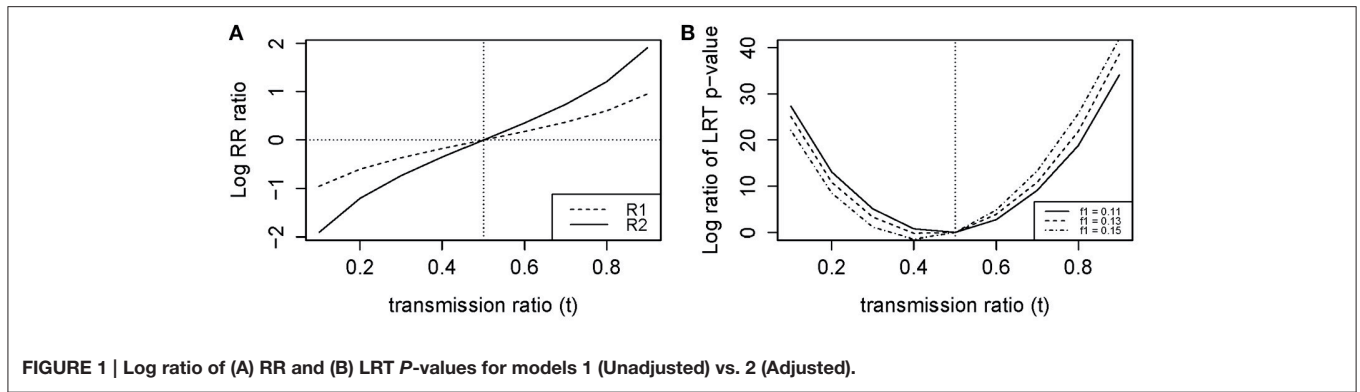 A
Log RR ratio
2
1
0
−1
−2
0.2 0.4 0.6 0.8
transmission ratio (t)
R1
R2
B
Log ratio of LRT p-value
40
30
20
10
0
0.2 0.4 0.6 0.8
transmission ratio (t)
f1 = 0.11
f1 = 0.13
f1 = 0.15
FIGURE 1 | Log ratio of (A) RR and (B) LRT P-values for models 1 (Unadjusted) vs. 2 (Adjusted).